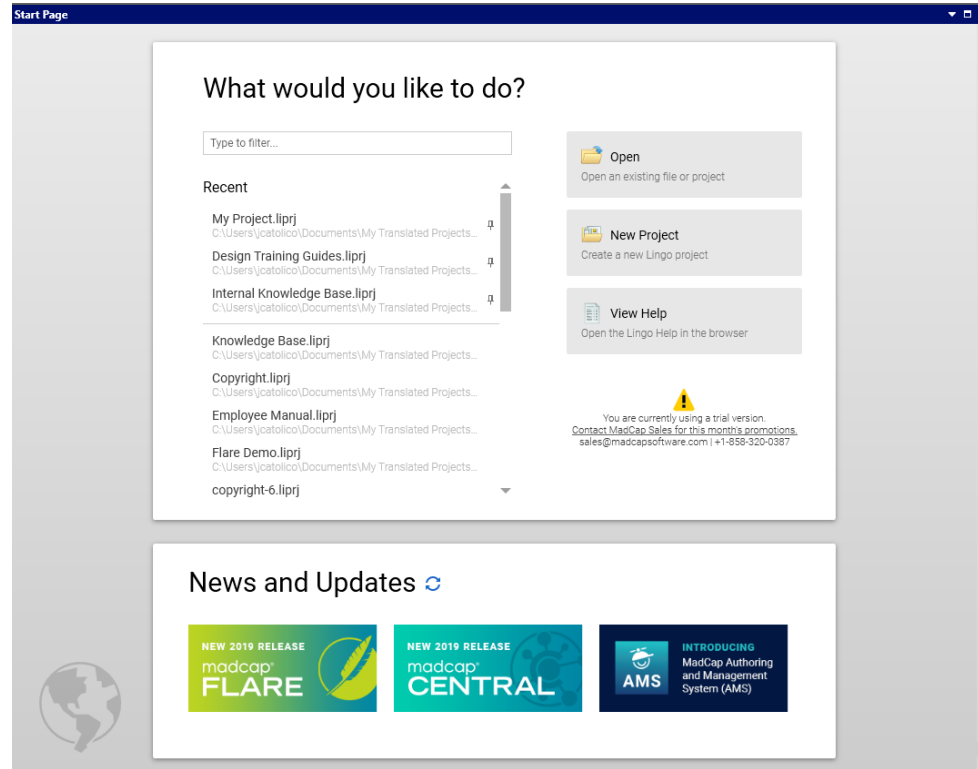 Start Page
What would you like to do?
Type to filter...
Recent
My Project.liprj
C:\Users\jcatolico\Documents\My Translated Projects...
Design Training Guides.liprj
C:\Users\jcatolico\Documents\My Translated Projects...
Internal Knowledge Base.liprj
C:\Users\jcatolico\Documents\My Translated Projects...
Knowledge Base.liprj
C:\Users\jcatolico\Documents\My Translated Projects...
Copyright.liprj
C:\Users\jcatolico\Documents\My Translated Projects...
Employee Manual.liprj
C:\Users\jcatolico\Documents\My Translated Projects...
Flare Demo.liprj
C:\Users\jcatolico\Documents\My Translated Projects...
copyright-6.liprj
Open
Open an existing file or project
New Project
Create a new Lingo project
View Help
Open the Lingo Help in the browser
You are currently using a trial version.
Contact MadCap Sales for this month's promotions.
sales@madcapsoftware.com | +1-858-320-0387
News and Updates
NEW 2019 RELEASE
madcap®
FLARE
NEW 2019 RELEASE
madcap®
CENTRAL
AMS
INTRODUCING
MadCap Authoring
and Management
System (AMS)